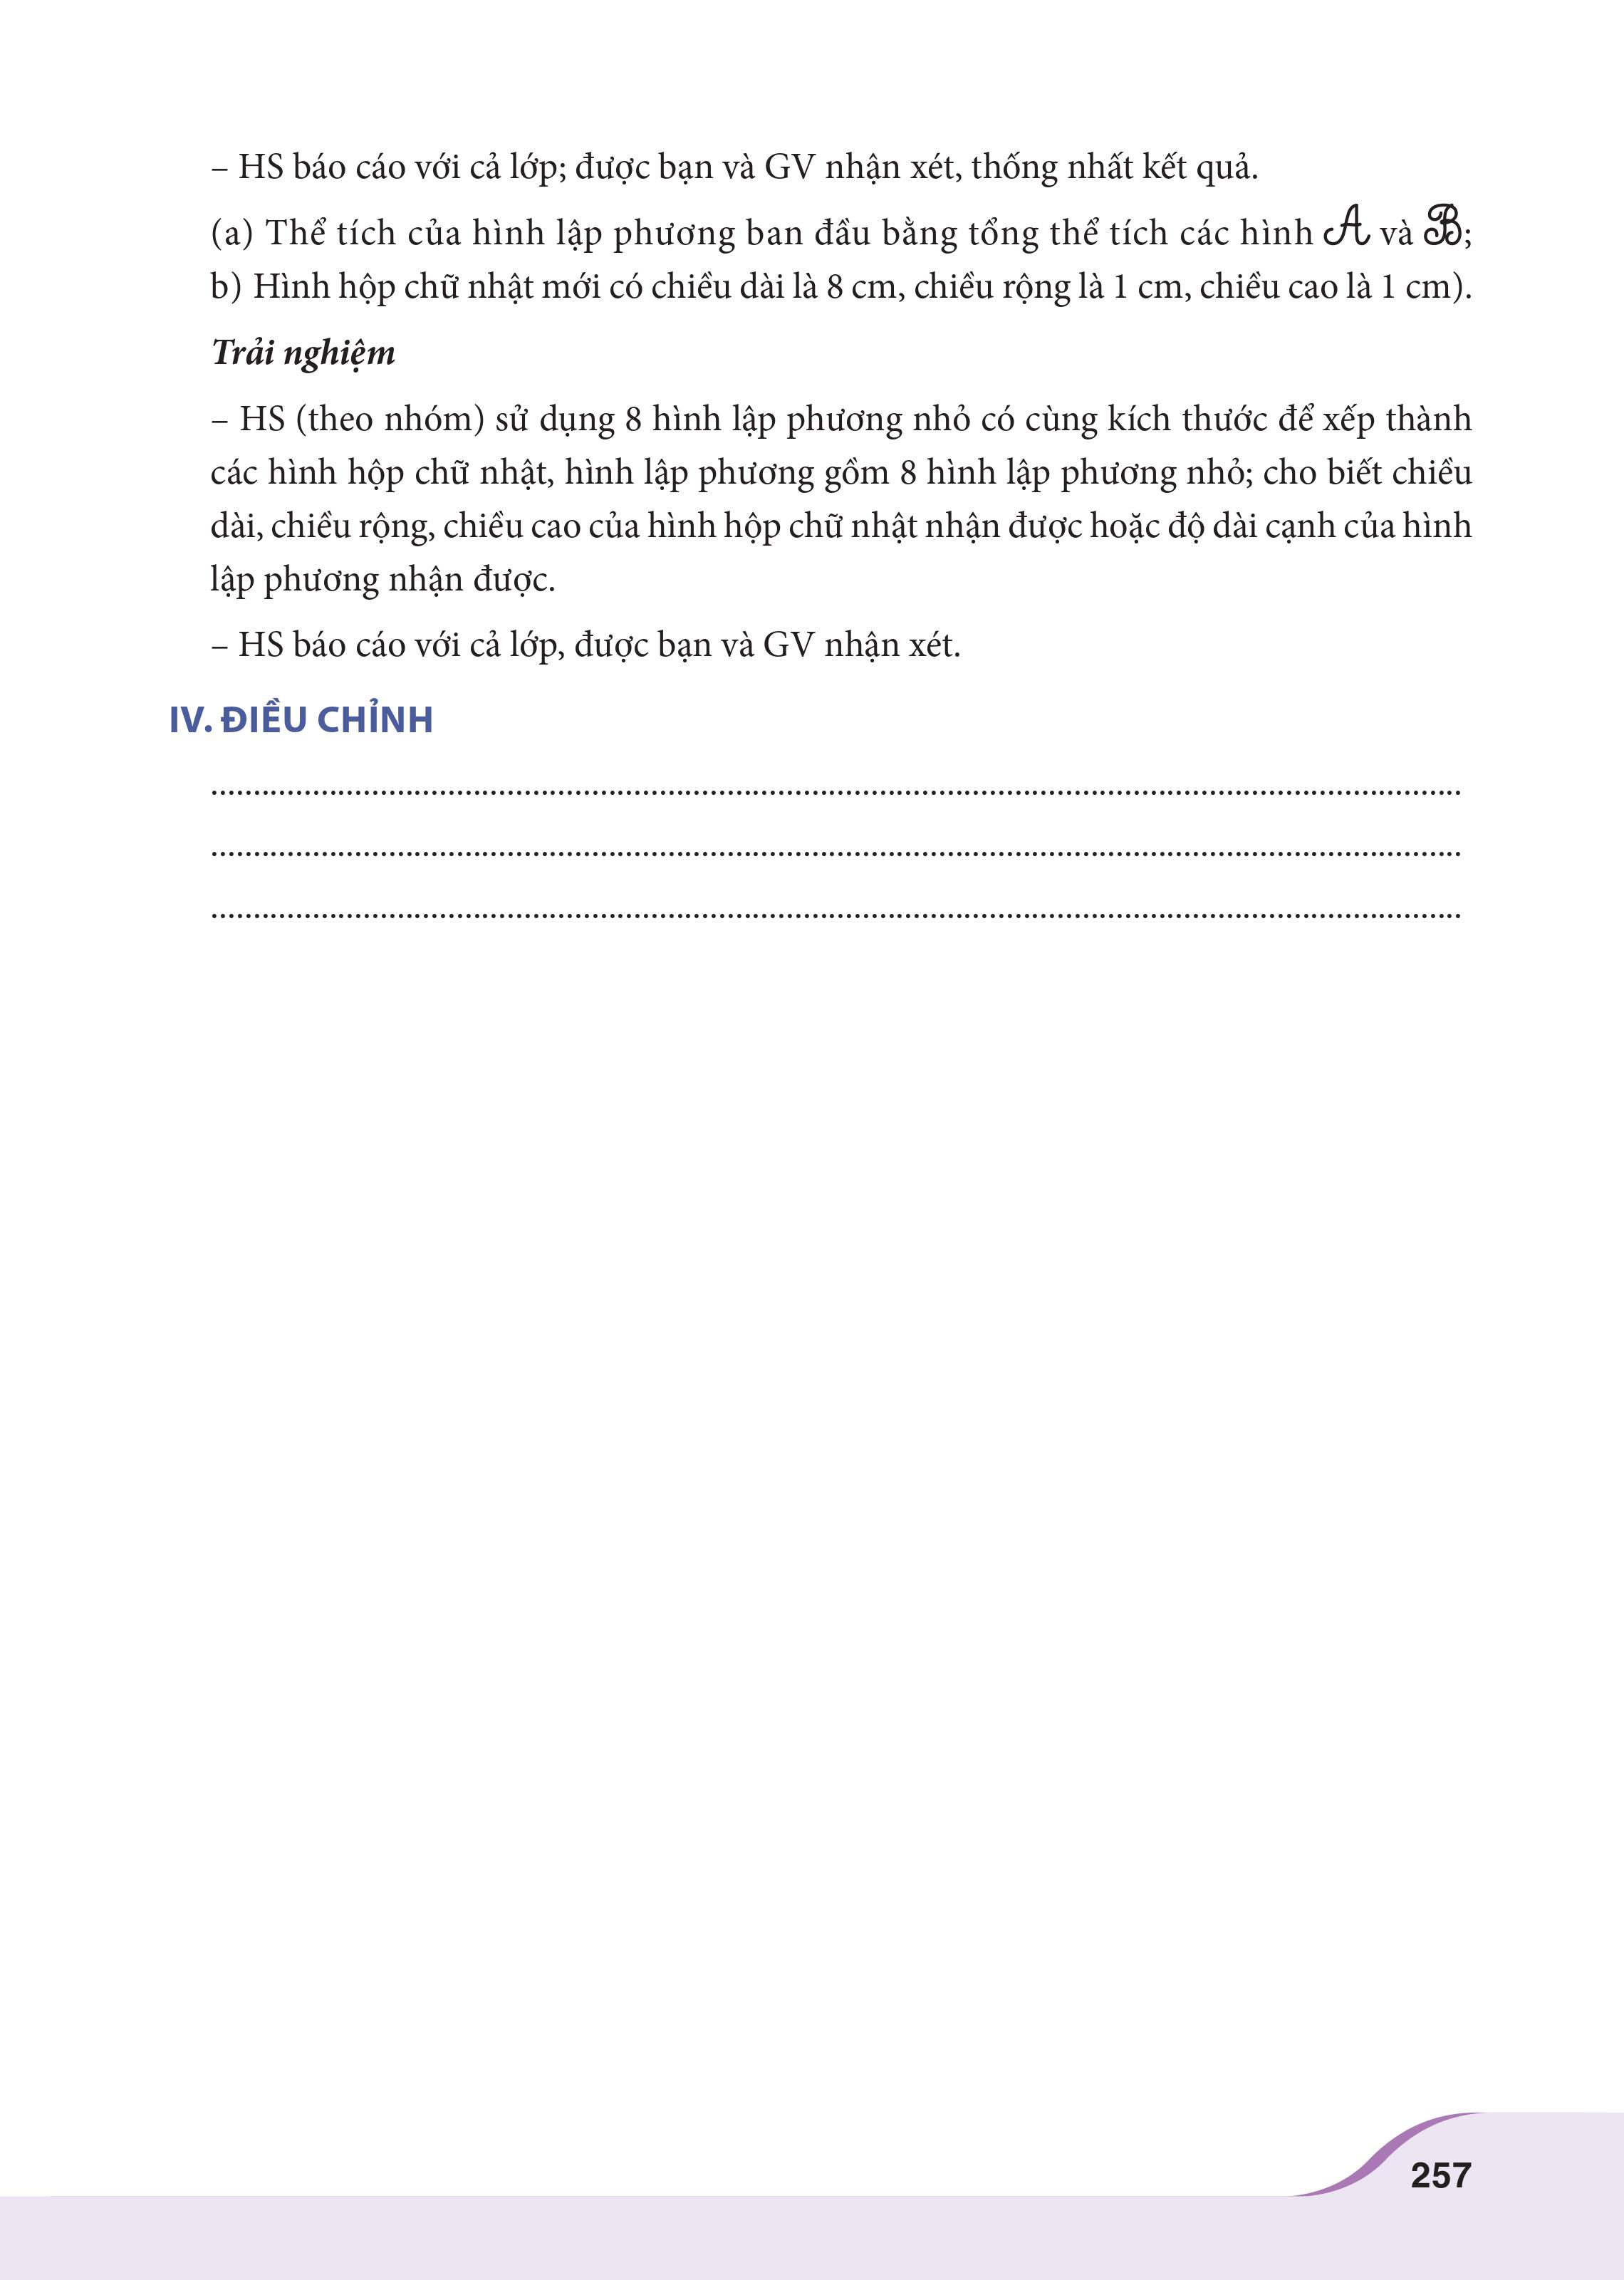 – HS báo cáo với cả lớp; được bạn và GV nhận xét, thống nhất kết quả.
(a) Thể tích của hình lập phương ban đầu bằng tổng thể tích các hình A và B;
b) Hình hộp chữ nhật mới có chiều dài là 8 cm, chiều rộng là 1 cm, chiều cao là 1 cm).
Trải nghiệm
– HS (theo nhóm) sử dụng 8 hình lập phương nhỏ có cùng kích thước để xếp thành
các hình hộp chữ nhật, hình lập phương gồm 8 hình lập phương nhỏ; cho biết chiều
dài, chiều rộng, chiều cao của hình hộp chữ nhật nhận được hoặc độ dài cạnh của hình
lập phương nhận được.
– HS báo cáo với cả lớp, được bạn và GV nhận xét.
IV. ĐIỀU CHỈNH
257